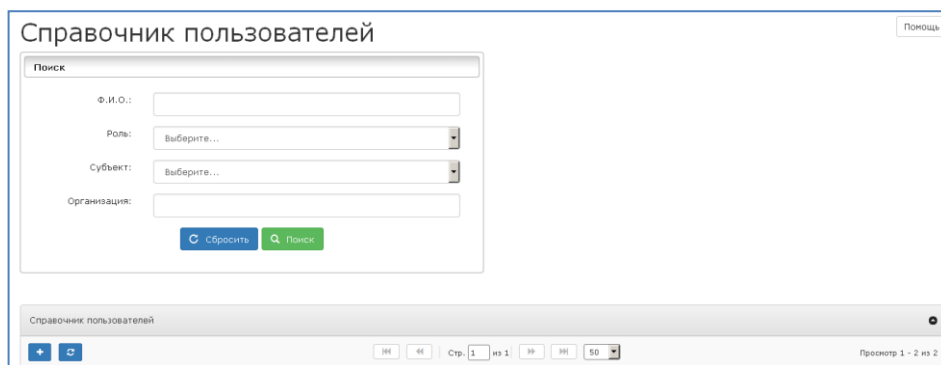 Справочник пользователей
Помощь
Поиск
Ф.И.О.:
Роль: Выберите...
Субъект: Выберите...
Организация:
Сбросить Поиск
Справочник пользователей
Стр. 1 из 1 50 Просмотр 1 - 2 из 2